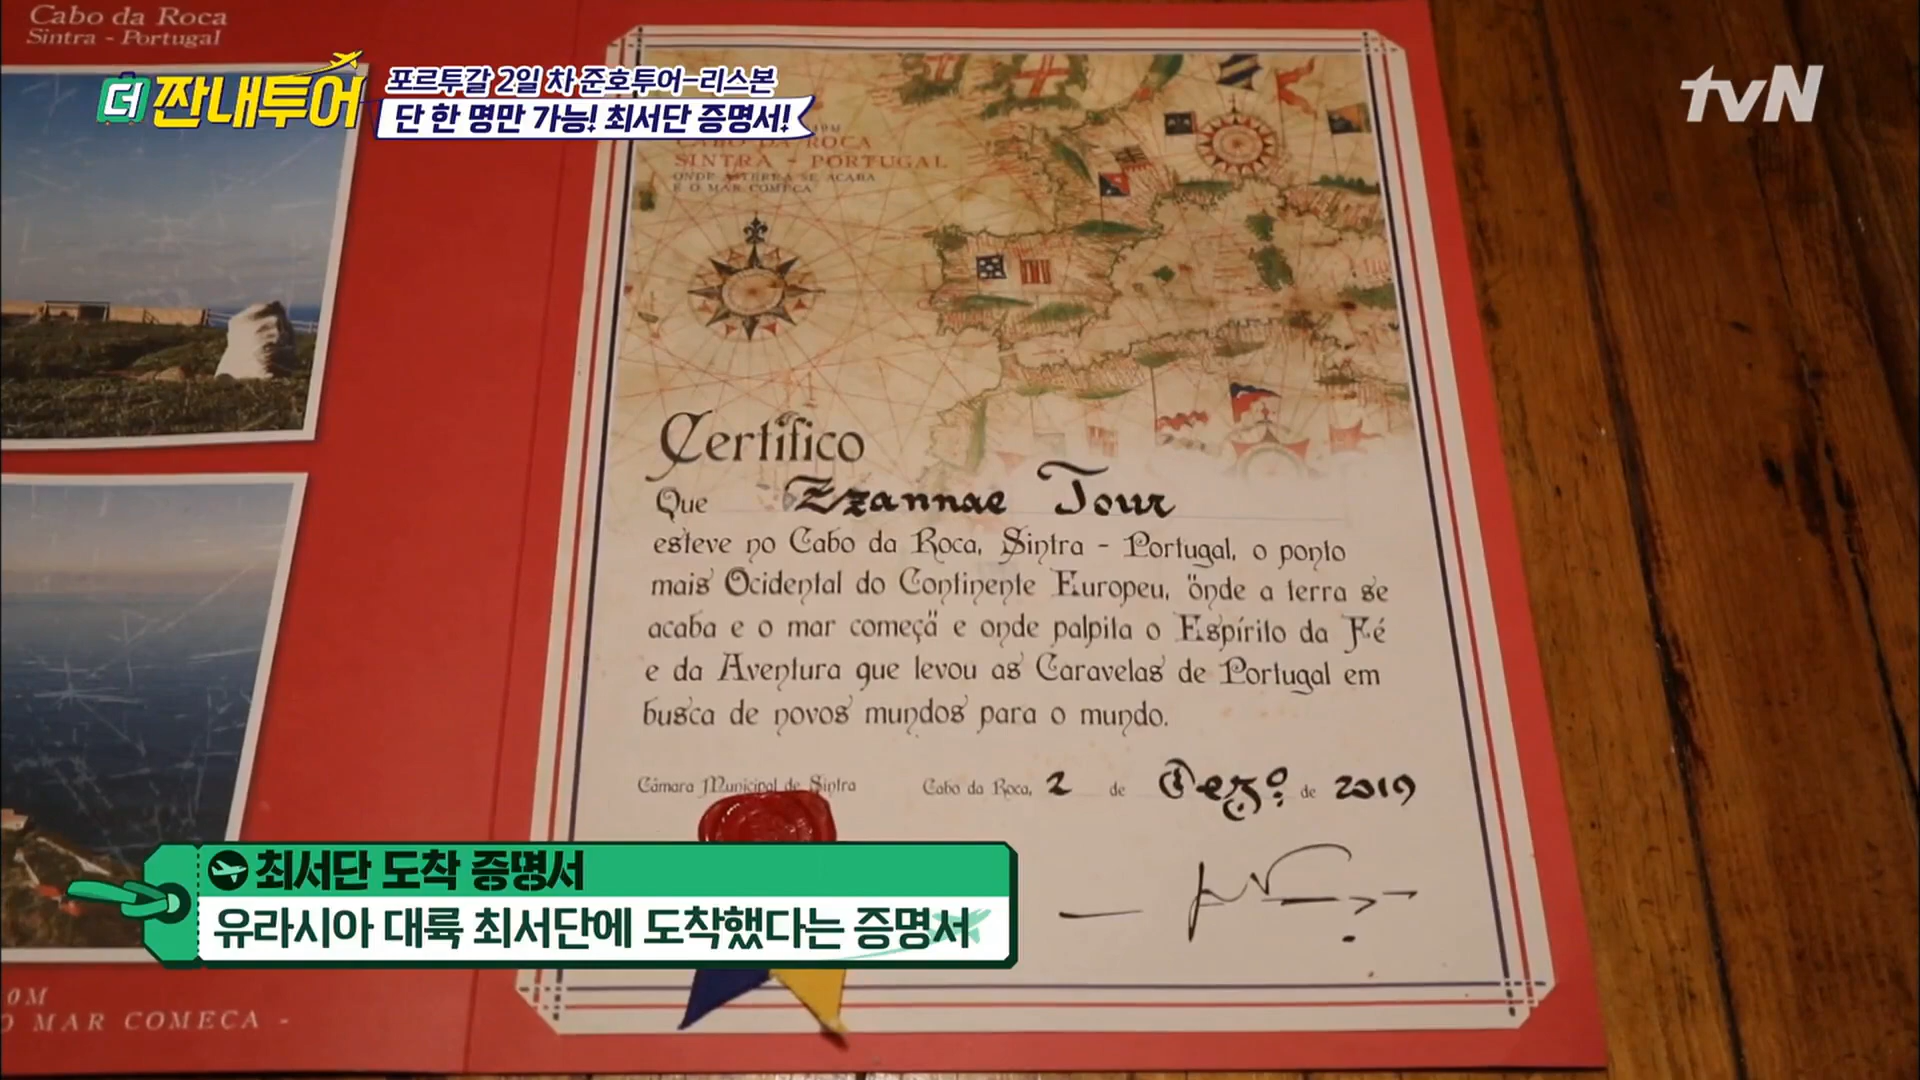 Cabo da Roca
Sintra - Portugal
더 짠내투어
포르투갈 2일 차 준호투어-리스본
단 한 명만 가능! 최서단 증명서!
tvN
CABO DA ROCA
SINTRA - PORTUGAL
E O MAR COMEÇA
Certifico
Que Zzannae Tour
esteve no Cabo da Roca, Sintra - Portugal, o ponto
mais Ocidental do Continente Europeu, "onde a terra se
acaba e o mar começa" e onde palpita o Espírito da Fé
e da Aventura que levou as Caravelas de Portugal em
busca de novos mundos para o mundo.
Câmara Municipal de Sintra
Cabo da Roca, 2 de Dezº de 2019
최서단 도착 증명서
유라시아 대륙 최서단에 도착했다는 증명서
0M
O MAR COMECA -